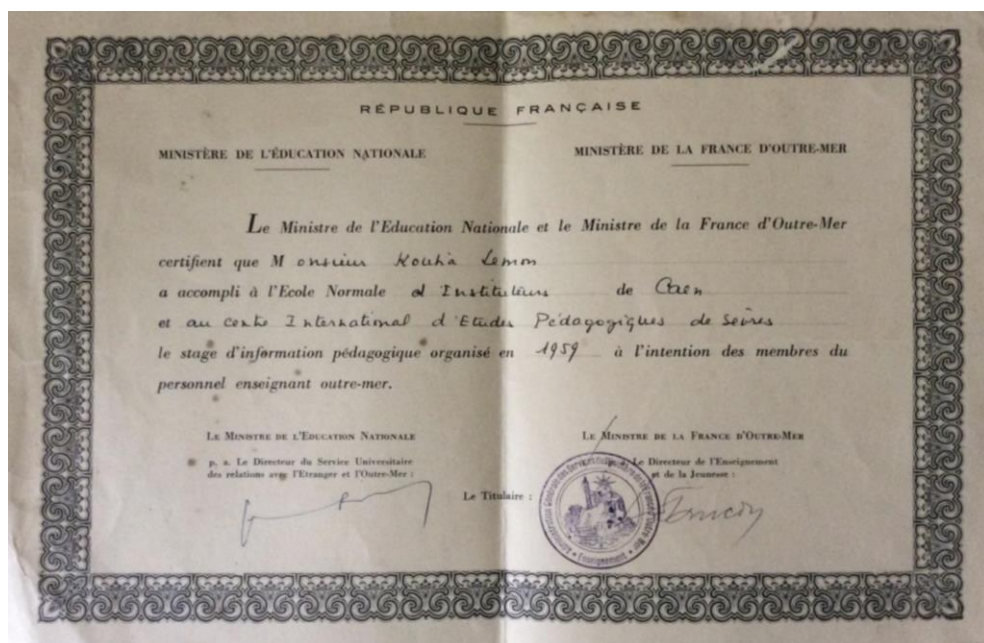 RÉPUBLIQUE FRANÇAISE
MINISTÈRE DE L'ÉDUCATION NATIONALE
MINISTÈRE DE LA FRANCE D'OUTRE-MER
Le Ministre de l'Education Nationale et le Ministre de la France d'Outre-Mer
certifient que Monsieur Kouhia Lemon
a accompli à l'Ecole Normale d'Instituteurs de Caen
et au centre International d'Etudes Pédagogiques de Sèvres
le stage d'information pédagogique organisé en 1959 à l'intention des membres du
personnel enseignant outre-mer.
LE MINISTRE DE L'EDUCATION NATIONALE
p. a. Le Directeur du Service Universitaire
des relations avec l'Etranger et l'Outre-Mer :
LE MINISTRE DE LA FRANCE D'OUTRE-MER
Le Directeur de l'Enseignement
et de la Jeunesse :
Le Titulaire :
Enseignement